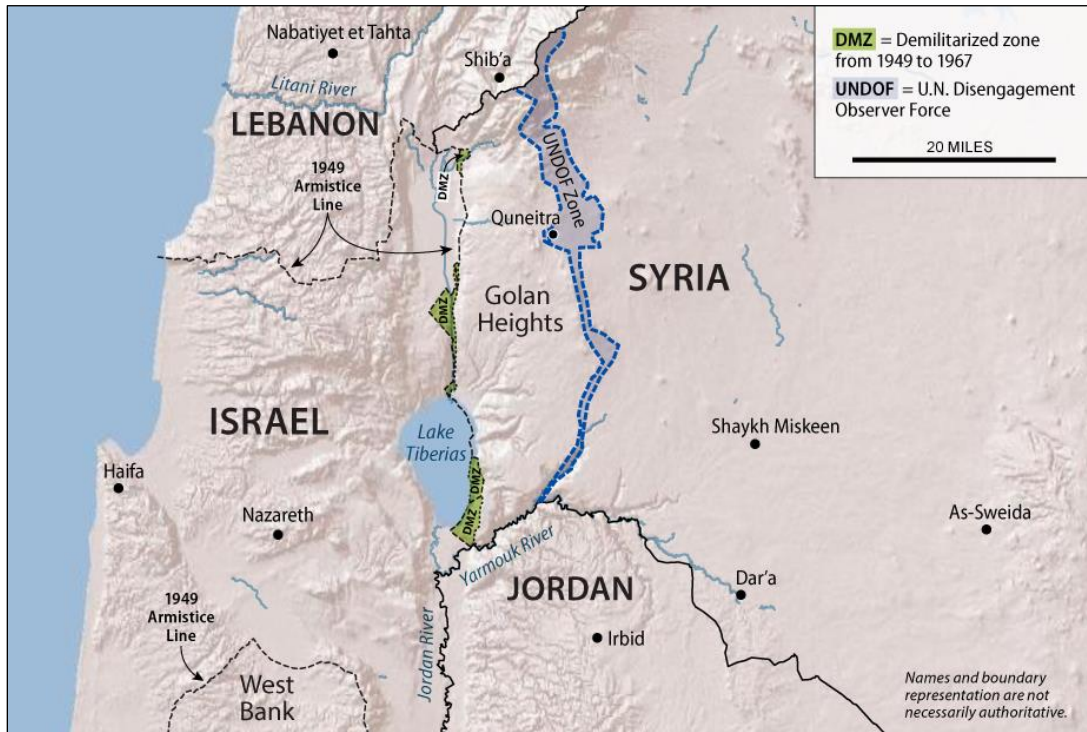 Nabatiyet et Tahta
Shib'a
Litani River
LEBANON
1949
Armistice
Line
DMZ
UNDOF Zone
Quneitra
SYRIA
Golan
Heights
DMZ
ISRAEL
Lake
Tiberias
DMZ
DMZ
Haifa
Nazareth
Shaykh Miskeen
As-Sweida
Yarmouk River
JORDAN
Dar'a
Irbid
Jordan River
1949
Armistice
Line
West
Bank
DMZ = Demilitarized zone
from 1949 to 1967
UNDOF = U.N. Disengagement
Observer Force
20 MILES
Names and boundary
representation are not
necessarily authoritative.